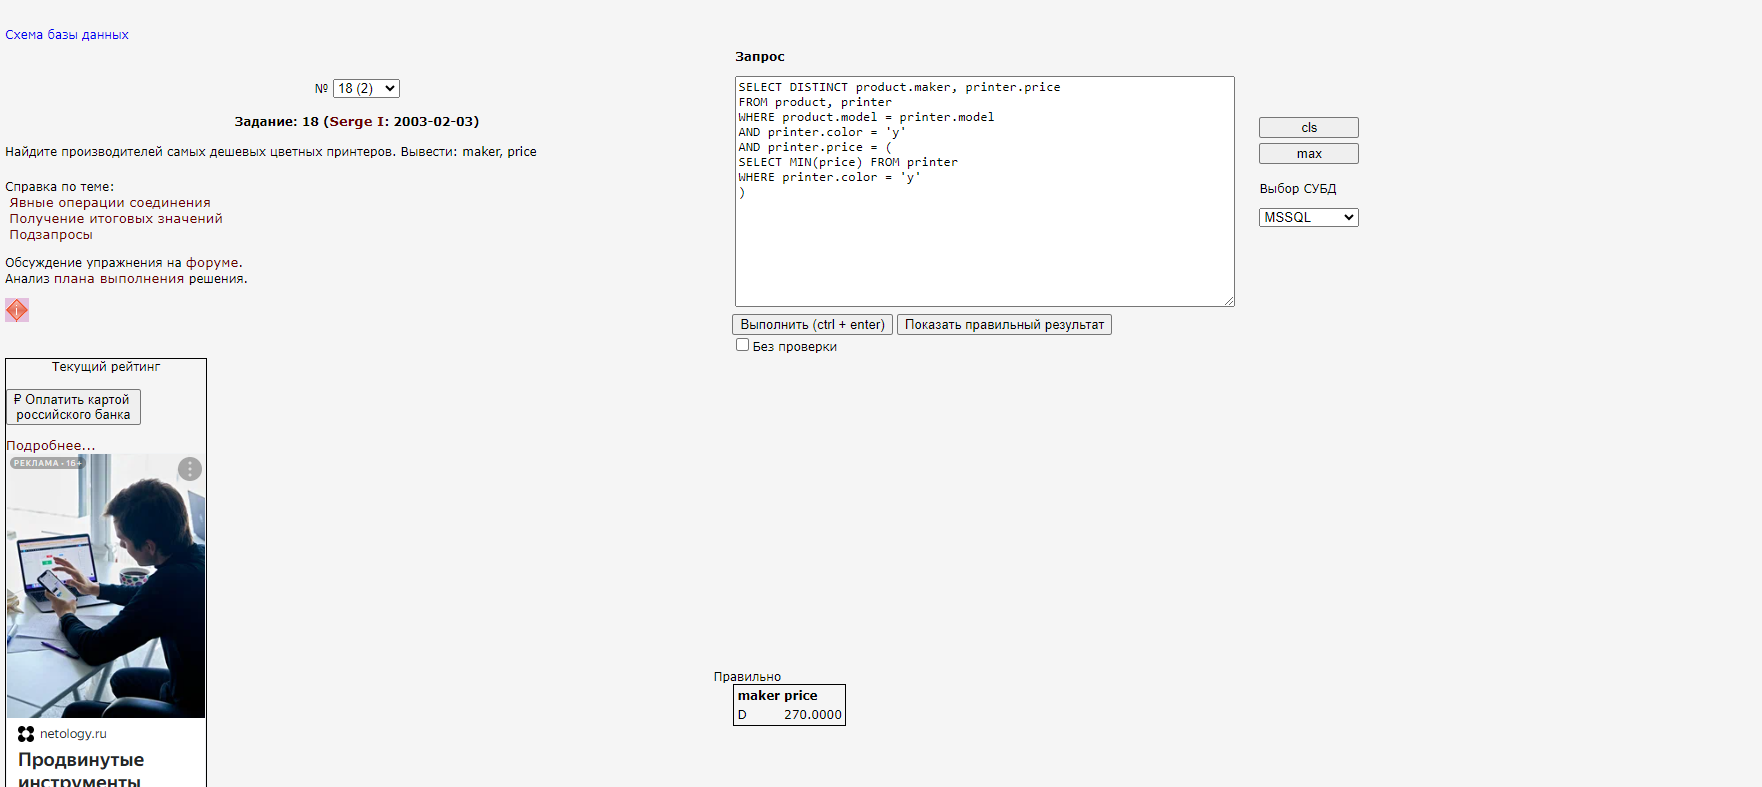 Схема базы данных
№ 18 (2)
Задание: 18 (Serge I: 2003-02-03)
Найдите производителей самых дешевых цветных принтеров. Вывести: maker, price
Справка по теме:
Явные операции соединения
Получение итоговых значений
Подзапросы
Обсуждение упражнения на форуме.
Анализ плана выполнения решения.
Текущий рейтинг
₽ Оплатить картой
российского банка
Подробнее...
РЕКЛАМА • 16+
netology.ru
Продвинутые
инструменты
Запрос
SELECT DISTINCT product.maker, printer.price
FROM product, printer
WHERE product.model = printer.model
AND printer.color = 'y'
AND printer.price = (
SELECT MIN(price) FROM printer
WHERE printer.color = 'y'
)
cls
max
Выбор СУБД
MSSQL
Выполнить (ctrl + enter) Показать правильный результат
Без проверки
Правильно
maker price
D 270.0000